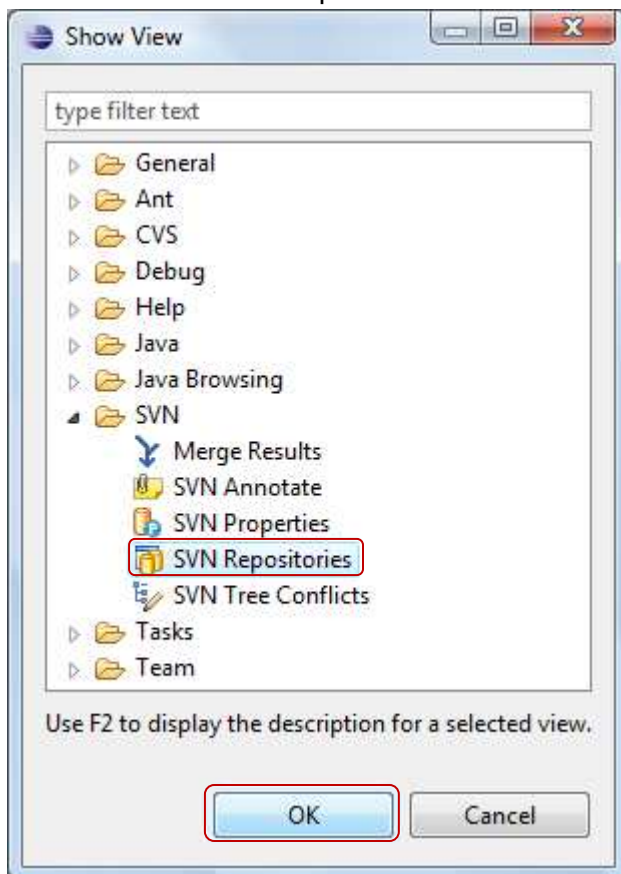 Show View
type filter text
General
Ant
CVS
Debug
Help
Java
Java Browsing
SVN
Merge Results
SVN Annotate
SVN Properties
SVN Repositories
SVN Tree Conflicts
Tasks
Team
Use F2 to display the description for a selected view.
OK Cancel